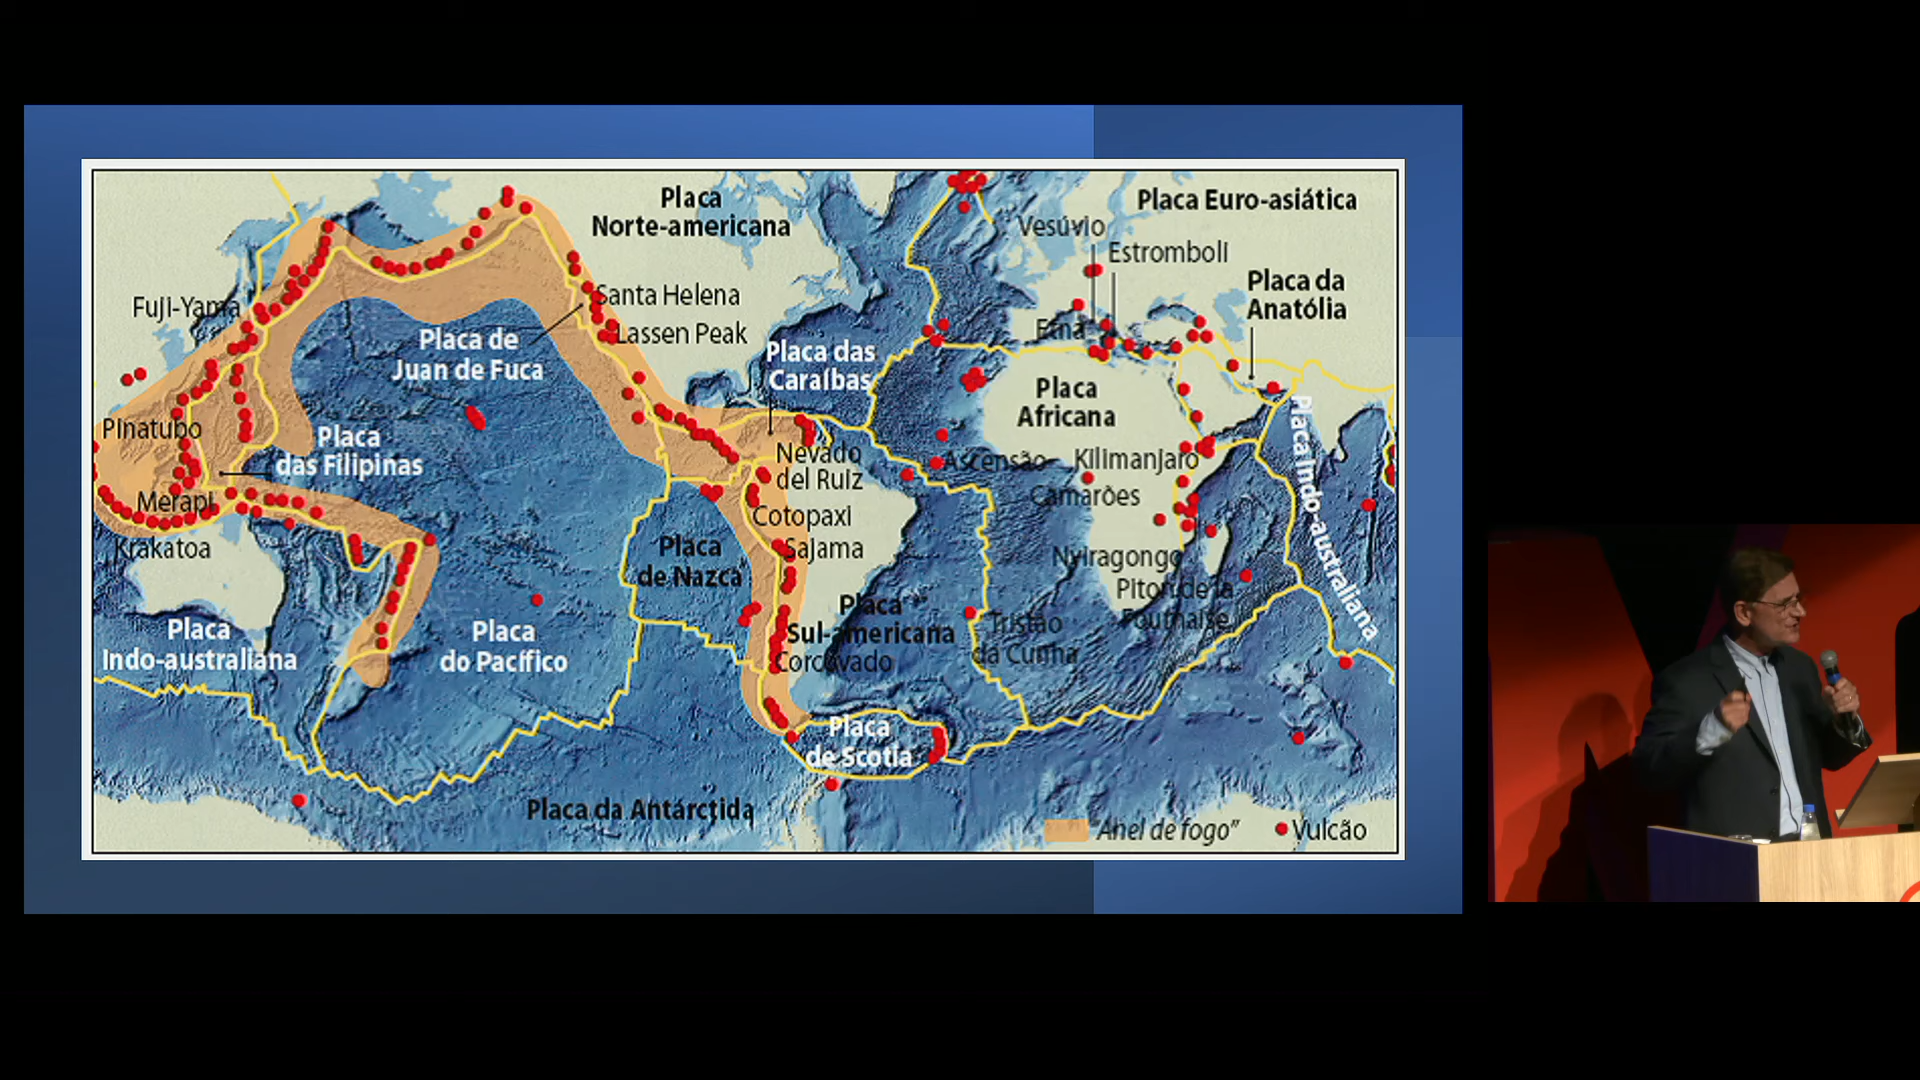 Placa
Norte-americana
Placa Euro-asiática
Vesúvio
Estromboli
Placa da
Anatólia
Fuji-Yama
Santa Helena
Lassen Peak
Etna
Placa de
Juan de Fuca
Placa das
Caraíbas
Placa
Africana
Pinatubo
Placa
das Filipinas
Nevado
del Ruiz
Ascensão
Kilimanjaro
Placa Indo-australiana
Merapi
Camarões
Cotopaxi
Krakatoa
Placa
de Nazca
Sajama
Nyiragongo
Piton de la
Fournaise
Placa
Indo-australiana
Placa
do Pacífico
Placa
Sul-americana
Corcovado
Tristão
da Cunha
Placa
de Scotia
Placa da Antárctida
"Anel de fogo"
Vulcão